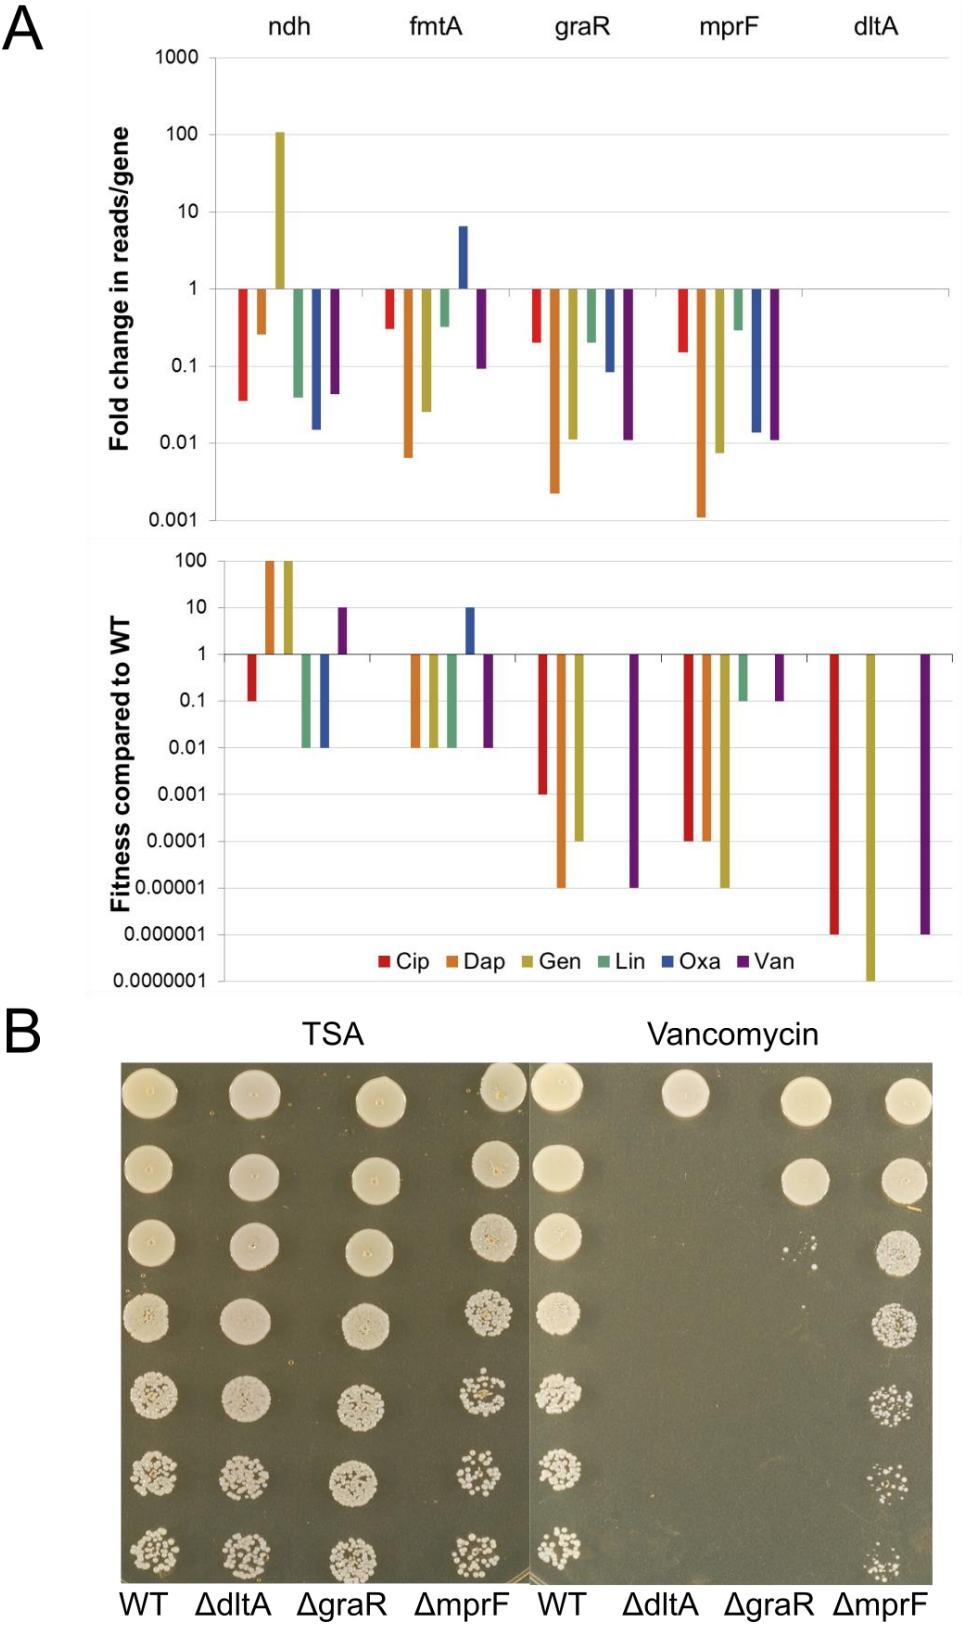 A
ndh fmtA graR mprF dltA
Fold change in reads/gene
1000
100
10
1
0.1
0.01
0.001
Fitness compared to WT
100
10
1
0.1
0.01
0.001
0.0001
0.00001
0.000001
0.0000001
Cip Dap Gen Lin Oxa Van
B
TSA Vancomycin
WT ΔdltA ΔgraR ΔmprF WT ΔdltA ΔgraR ΔmprF